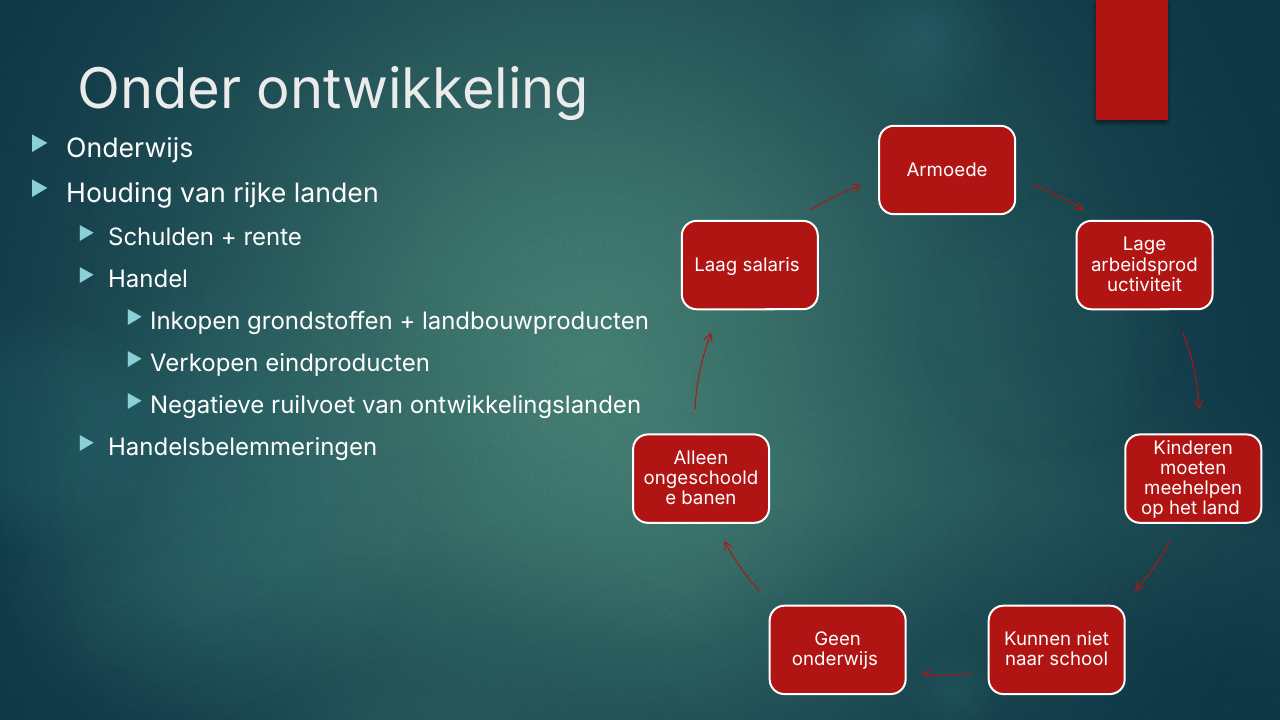 Onder ontwikkeling
Onderwijs
Houding van rijke landen
Schulden + rente
Handel
Inkopen grondstoffen + landbouwproducten
Verkopen eindproducten
Negatieve ruilvoet van ontwikkelingslanden
Handelsbelemmeringen
Armoede
Lage
arbeidsprod
uctiviteit
Kinderen
moeten
meehelpen
op het land
Kunnen niet
naar school
Geen
onderwijs
Alleen
ongeschoold
e banen
Laag salaris